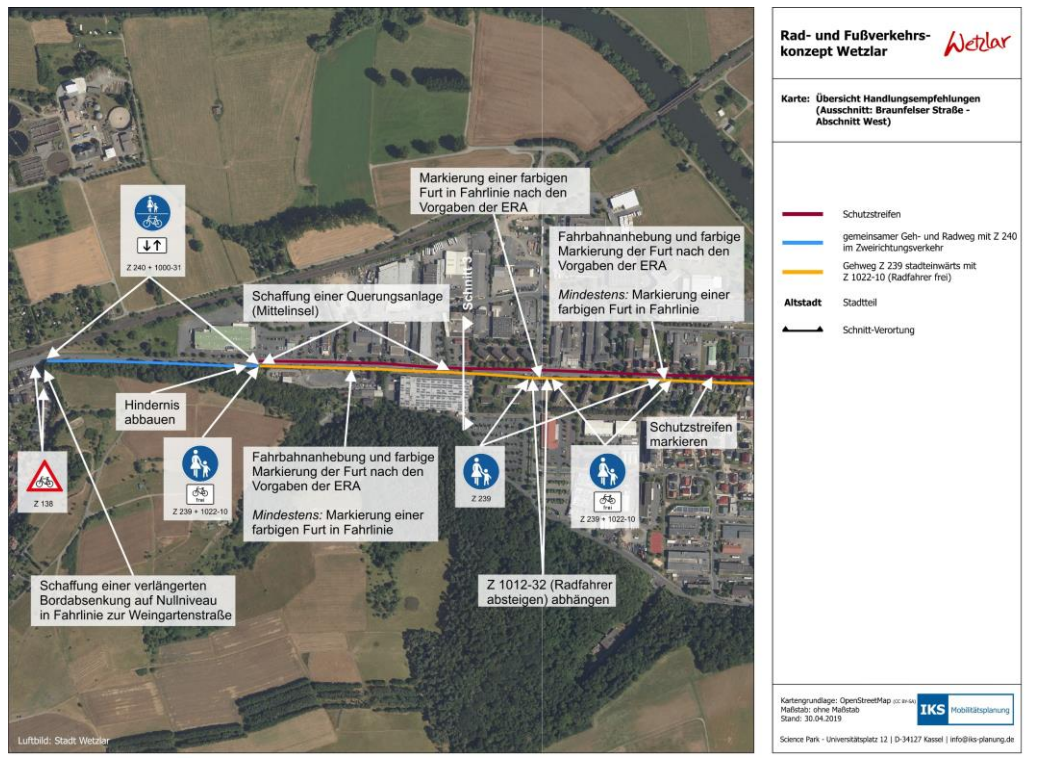 Rad- und Fußverkehrs-
konzept Wetzlar
Wetzlar
Karte: Übersicht Handlungsempfehlungen
(Ausschnitt: Braunfelser Straße -
Abschnitt West)
Schutzstreifen
gemeinsamer Geh- und Radweg mit Z 240
im Zweirichtungsverkehr
Gehweg Z 239 stadteinwärts mit
Z 1022-10 (Radfahrer frei)
Altstadt Stadtteil
Schnitt-Verortung
Kartengrundlage: OpenStreetMap (CC BY-SA)
Maßstab: ohne Maßstab
Stand: 30.04.2019
IKS Mobilitätsplanung
Science Park - Universitätsplatz 12 | D-34127 Kassel | info@iks-planung.de
Markierung einer farbigen
Furt in Fahrlinie nach den
Vorgaben der ERA
Z 240 + 1000-31
Fahrbahnanhebung und farbige
Markierung der Furt nach den
Vorgaben der ERA
Mindestens: Markierung einer
farbigen Furt in Fahrlinie
Schaffung einer Querungsanlage
(Mittelinsel)
Schnitt 3
Hindernis
abbauen
Schutzstreifen
markieren
Z 138
frei
Z 239 + 1022-10
Fahrbahnanhebung und farbige
Markierung der Furt nach den
Vorgaben der ERA
Mindestens: Markierung einer
farbigen Furt in Fahrlinie
Z 239
frei
Z 239 + 1022-10
Schaffung einer verlängerten
Bordabsenkung auf Nullniveau
in Fahrlinie zur Weingartenstraße
Z 1012-32 (Radfahrer
absteigen) abhängen
Luftbild: Stadt Wetzlar